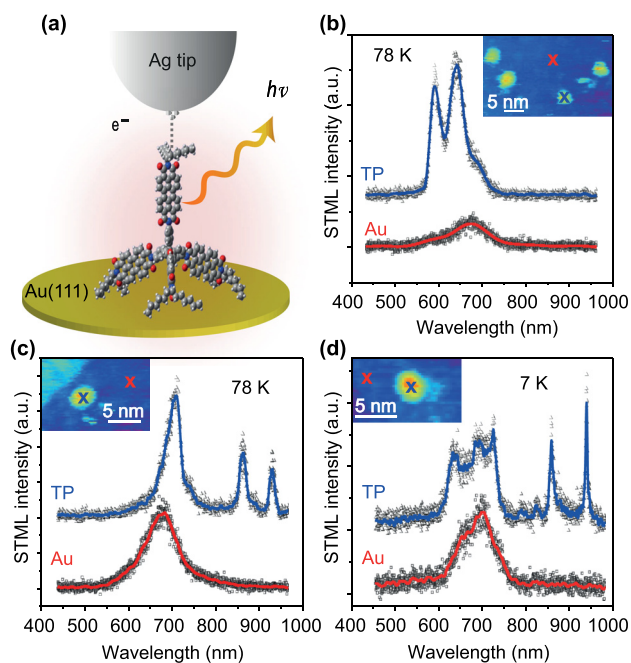 (a)
Ag tip
hν
e⁻
Au(111)
(b)
78 K
5 nm
TP
Au
STML intensity (a.u.)
400 500 600 700 800 900 1000
Wavelength (nm)
(c)
78 K
5 nm
TP
Au
STML intensity (a.u.)
400 500 600 700 800 900 1000
Wavelength (nm)
(d)
7 K
5 nm
TP
Au
STML intensity (a.u.)
400 500 600 700 800 900 1000
Wavelength (nm)